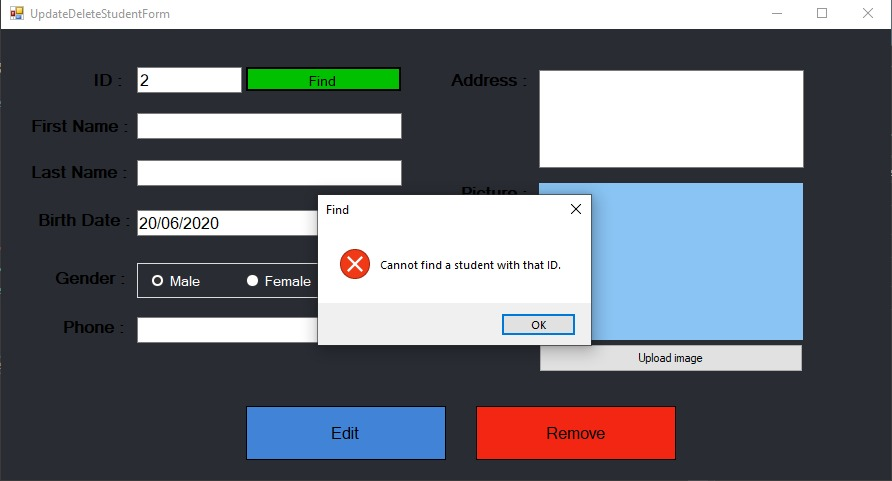 UpdateDeleteStudentForm
ID :
2
Find
First Name :
Last Name :
Birth Date :
20/06/2020
Gender :
Male
Female
Phone :
Address :
Picture :
Upload image
Find
Cannot find a student with that ID.
OK
Edit
Remove